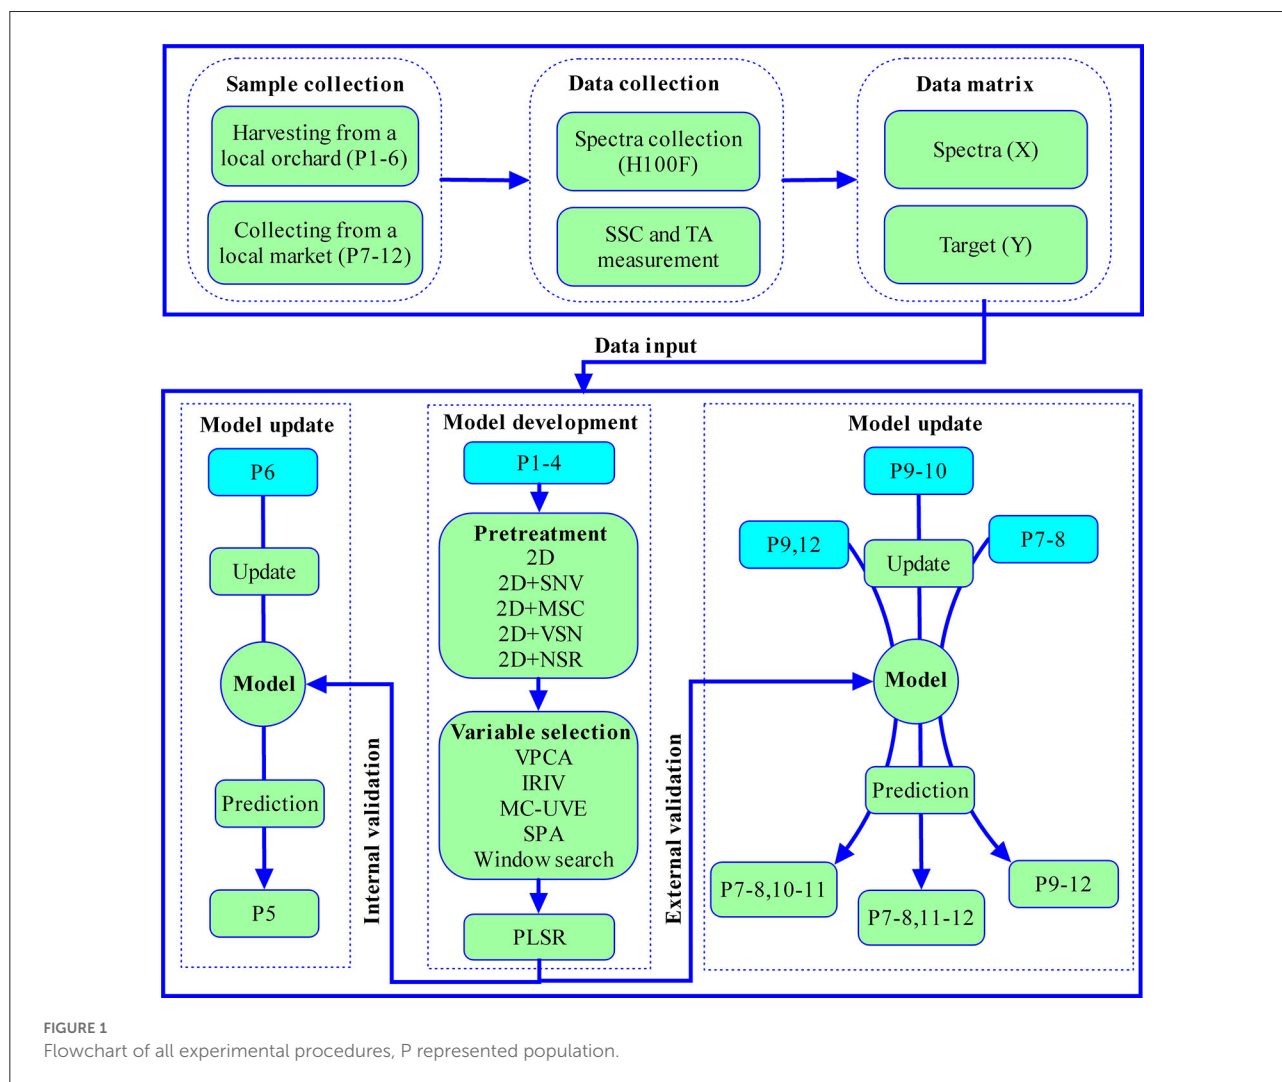 Sample collection
Harvesting from a
local orchard (P1-6)
Collecting from a
local market (P7-12)
Data collection
Spectra collection
(H100F)
SSC and TA
measurement
Data matrix
Spectra (X)
Target (Y)
Data input
Model update
P6
Update
Model
Prediction
P5
Internal validation
Model development
P1-4
Pretreatment
2D
2D+SNV
2D+MSC
2D+VSN
2D+NSR
Variable selection
VPCA
IRIV
MC-UVE
SPA
Window search
PLSR
External validation
Model update
P9-10
P9,12
P7-8
Update
Model
Prediction
P7-8,10-11
P7-8,11-12
P9-12
FIGURE 1
Flowchart of all experimental procedures, P represented population.